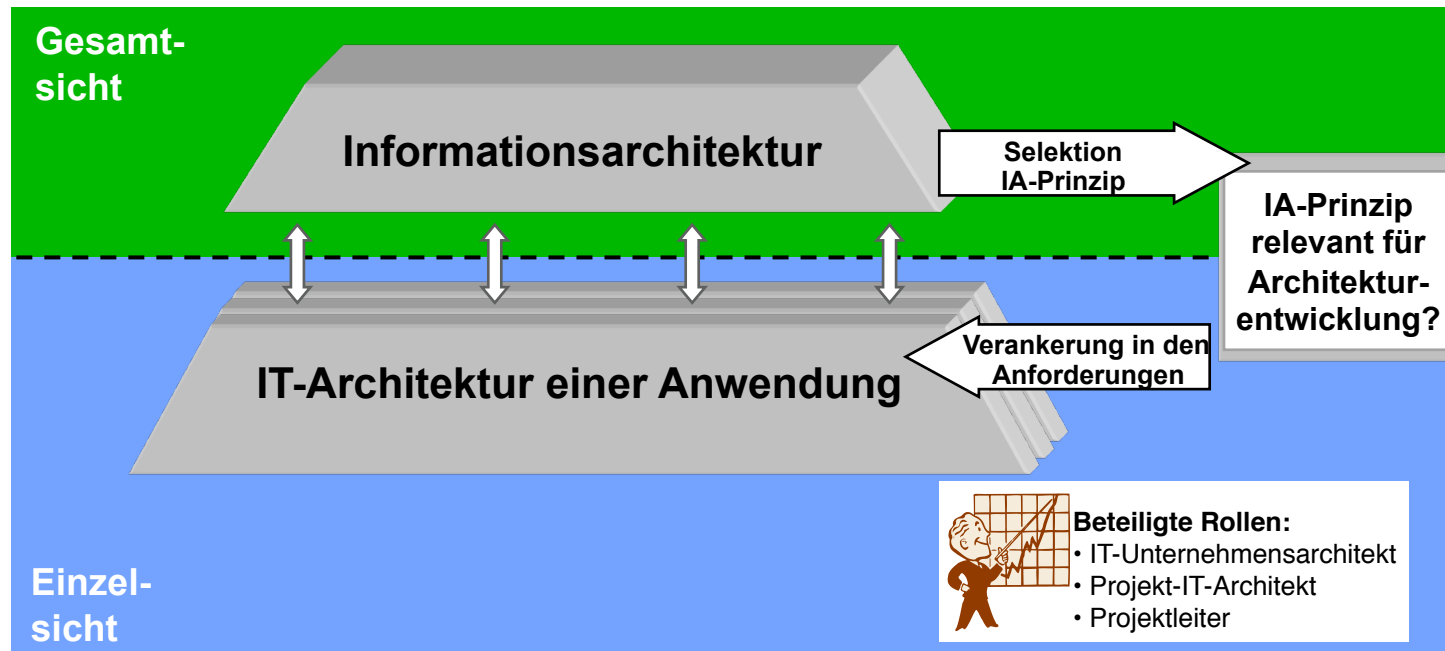 Gesamt-
sicht
Informationsarchitektur
Selektion
IA-Prinzip
IA-Prinzip
relevant für
Architektur-
entwicklung?
Verankerung in den
Anforderungen
IT-Architektur einer Anwendung
Beteiligte Rollen:
• IT-Unternehmensarchitekt
• Projekt-IT-Architekt
• Projektleiter
Einzel-
sicht